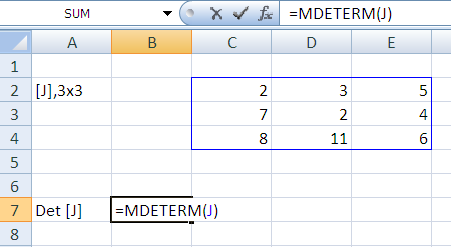 SUM fx =MDETERM(J)
A B C D E
1
2 [J],3x3 2 3 5
3 7 2 4
4 8 11 6
5
6
7 Det [J] =MDETERM(J)
8